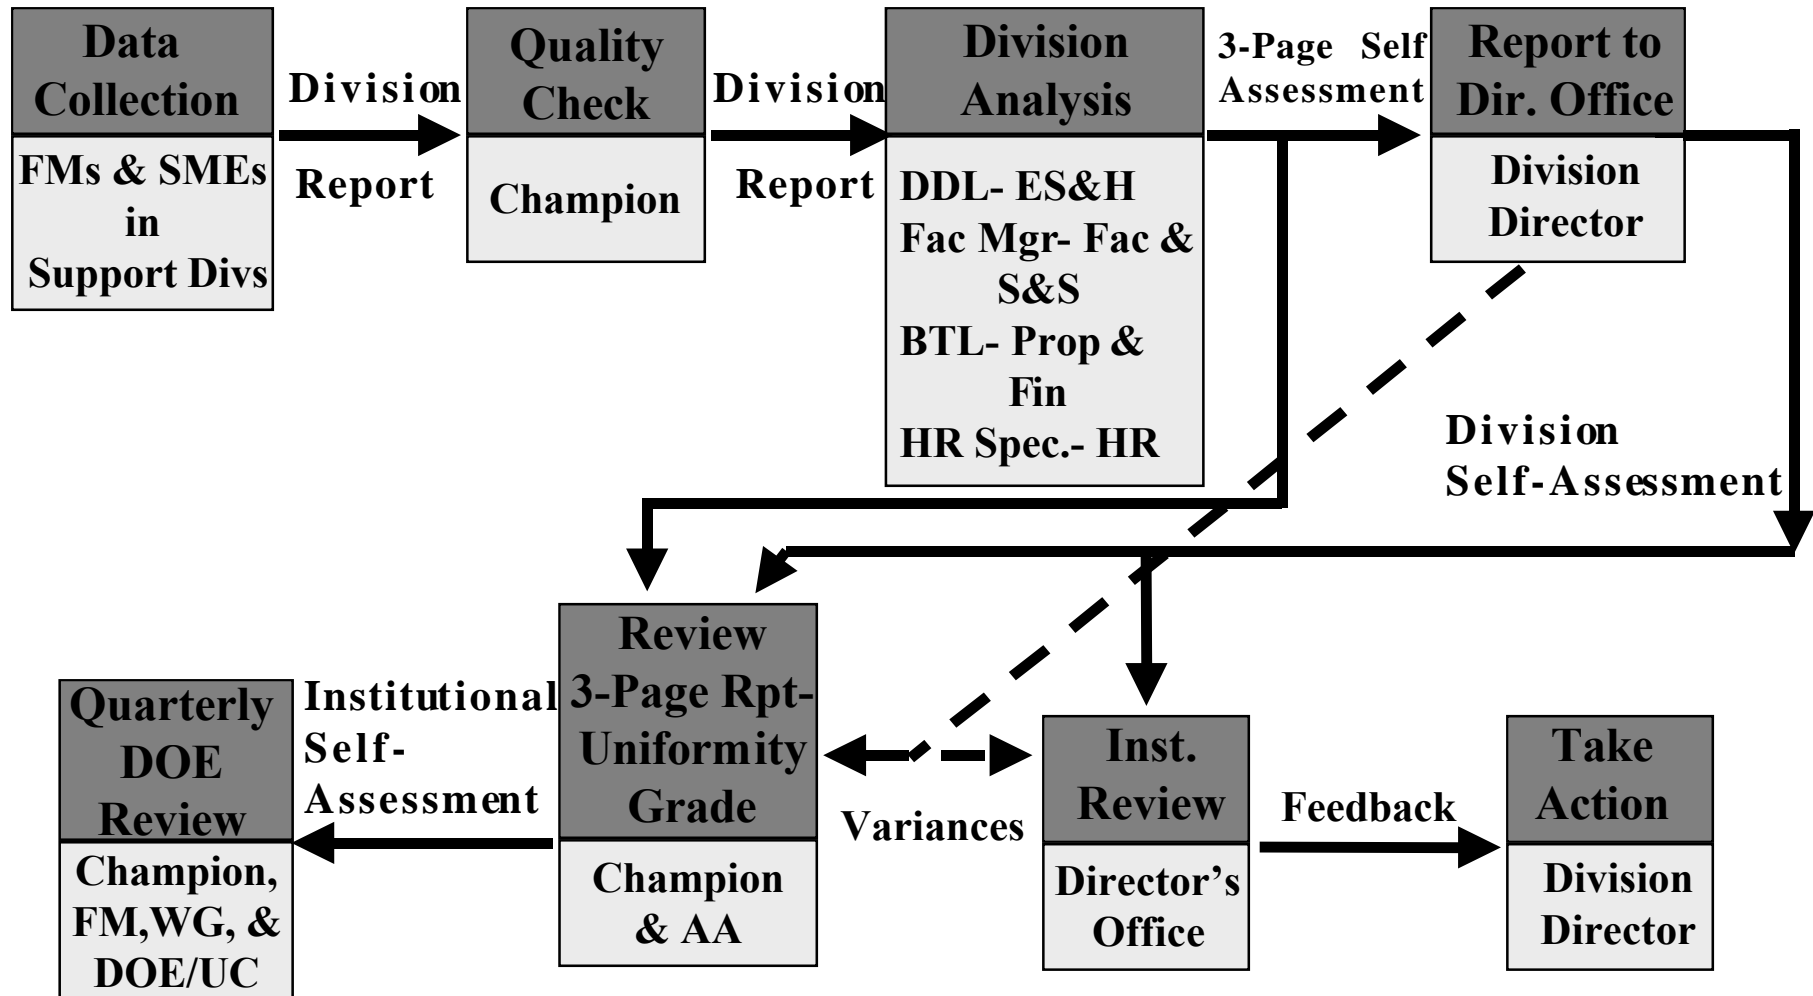 Data
Collection
FMs & SMEs
in
Support Divs
Division
Report
Quality
Check
Champion
Division
Report
Division
Analysis
DDL- ES&H
Fac Mgr- Fac &
S&S
BTL- Prop &
Fin
HR Spec.- HR
3-Page Self
Assessment
Report to
Dir. Office
Division
Director
Division
Self-Assessment
Quarterly
DOE
Review
Champion,
FM,WG, &
DOE/UC
Institutional
Self-
Assessment
Review
3-Page Rpt-
Uniformity
Grade
Champion
& AA
Variances
Inst.
Review
Director’s
Office
Feedback
Take
Action
Division
Director